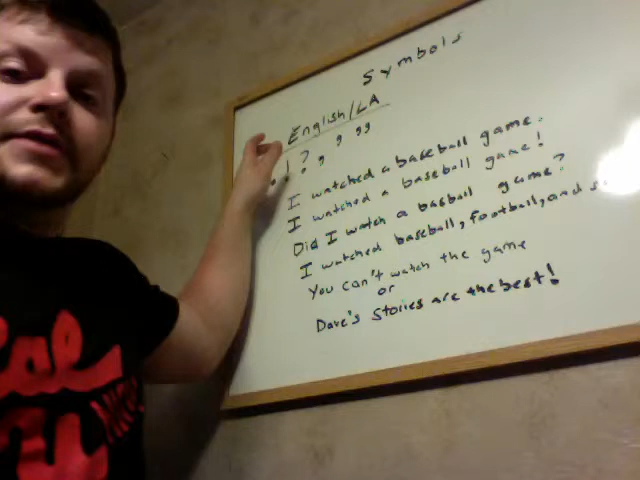 Symbols
English/LA
. ! ? , ' "
I watched a baseball game.
I watched a baseball game!
Did I watch a basball game?
I watched baseball, football, and
You can't watch the game
or
Dave's Stories are the best!